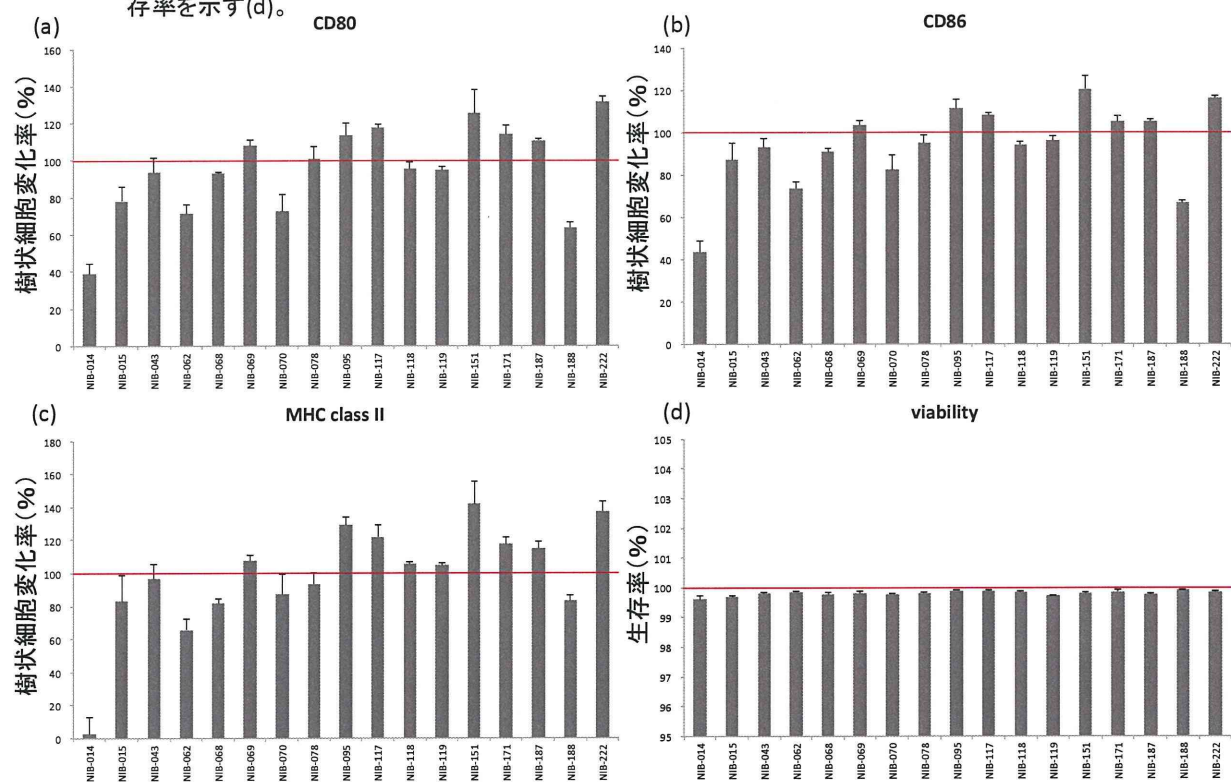 存率を示す(d)。
(a)
CD80
樹状細胞変化率(%)
160
140
120
100
80
60
40
20
0
NIB-014
NIB-015
NIB-043
NIB-062
NIB-068
NIB-069
NIB-070
NIB-078
NIB-095
NIB-117
NIB-118
NIB-119
NIB-151
NIB-171
NIB-187
NIB-188
NIB-222
(b)
CD86
樹状細胞変化率(%)
140
120
100
80
60
40
20
0
NIB-014
NIB-015
NIB-043
NIB-062
NIB-068
NIB-069
NIB-070
NIB-078
NIB-095
NIB-117
NIB-118
NIB-119
NIB-151
NIB-171
NIB-187
NIB-188
NIB-222
(c)
MHC class II
樹状細胞変化率(%)
180
160
140
120
100
80
60
40
20
0
NIB-014
NIB-015
NIB-043
NIB-062
NIB-068
NIB-069
NIB-070
NIB-078
NIB-095
NIB-117
NIB-118
NIB-119
NIB-151
NIB-171
NIB-187
NIB-188
NIB-222
(d)
viability
生存率(%)
105
104
103
102
101
100
99
98
97
96
95
NIB-014
NIB-015
NIB-043
NIB-062
NIB-068
NIB-069
NIB-070
NIB-078
NIB-095
NIB-117
NIB-118
NIB-119
NIB-151
NIB-171
NIB-187
NIB-188
NIB-222